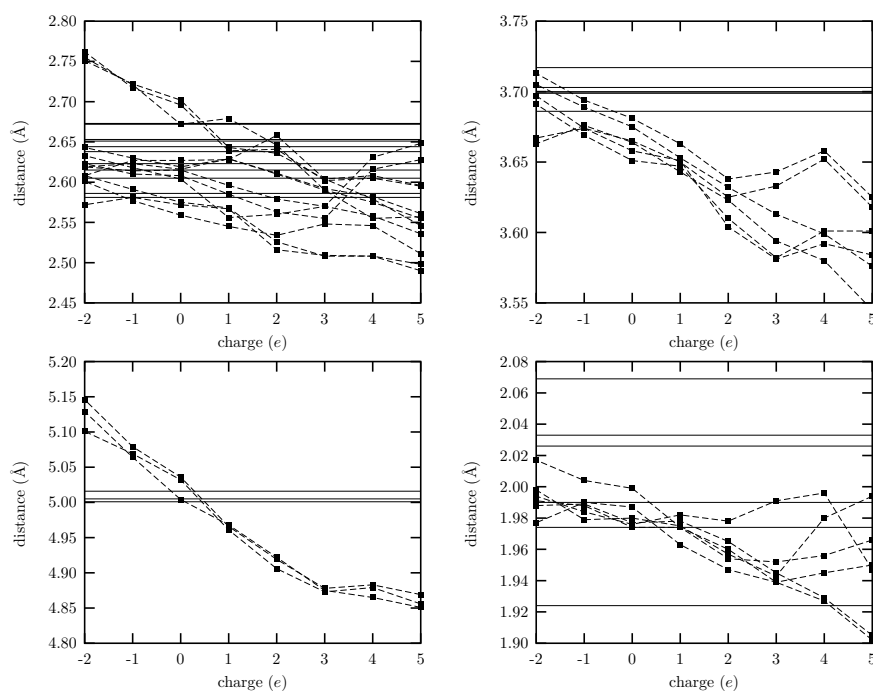 2.80
2.75
2.70
2.65
2.60
2.55
2.50
2.45
distance (Å)
-2 -1 0 1 2 3 4 5
charge (e)
3.75
3.70
3.65
3.60
3.55
distance (Å)
-2 -1 0 1 2 3 4 5
charge (e)
5.20
5.15
5.10
5.05
5.00
4.95
4.90
4.85
4.80
distance (Å)
-2 -1 0 1 2 3 4 5
charge (e)
2.08
2.06
2.04
2.02
2.00
1.98
1.96
1.94
1.92
1.90
distance (Å)
-2 -1 0 1 2 3 4 5
charge (e)